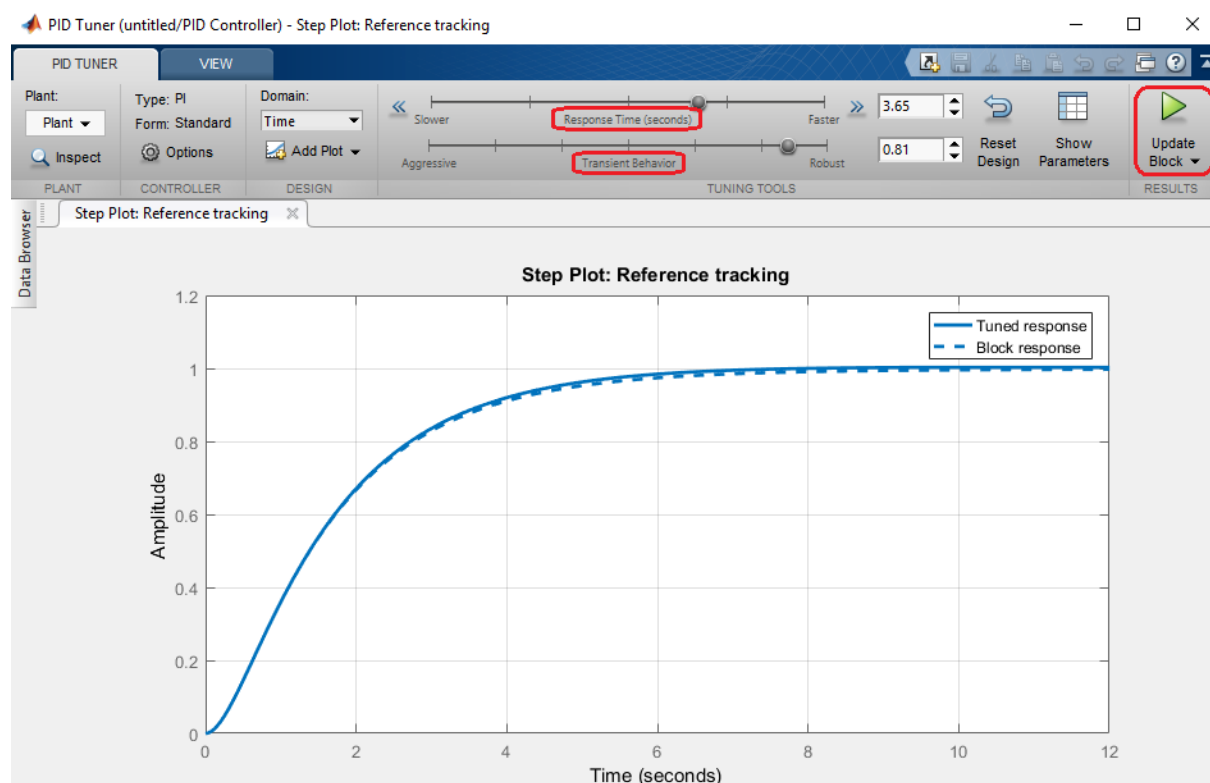 PID Tuner (untitled/PID Controller) - Step Plot: Reference tracking
PID TUNER
VIEW
Plant:
Plant
Inspect
PLANT
Type: PI
Form: Standard
Options
CONTROLLER
Domain:
Time
Add Plot
DESIGN
Slower
Response Time (seconds)
Faster
3.65
Aggressive
Transient Behavior
Robust
0.81
Reset
Design
Show
Parameters
TUNING TOOLS
Update
Block
RESULTS
Data Browser
Step Plot: Reference tracking
Step Plot: Reference tracking
Tuned response
Block response
Amplitude
1.2
1
0.8
0.6
0.4
0.2
0
0 2 4 6 8 10 12
Time (seconds)